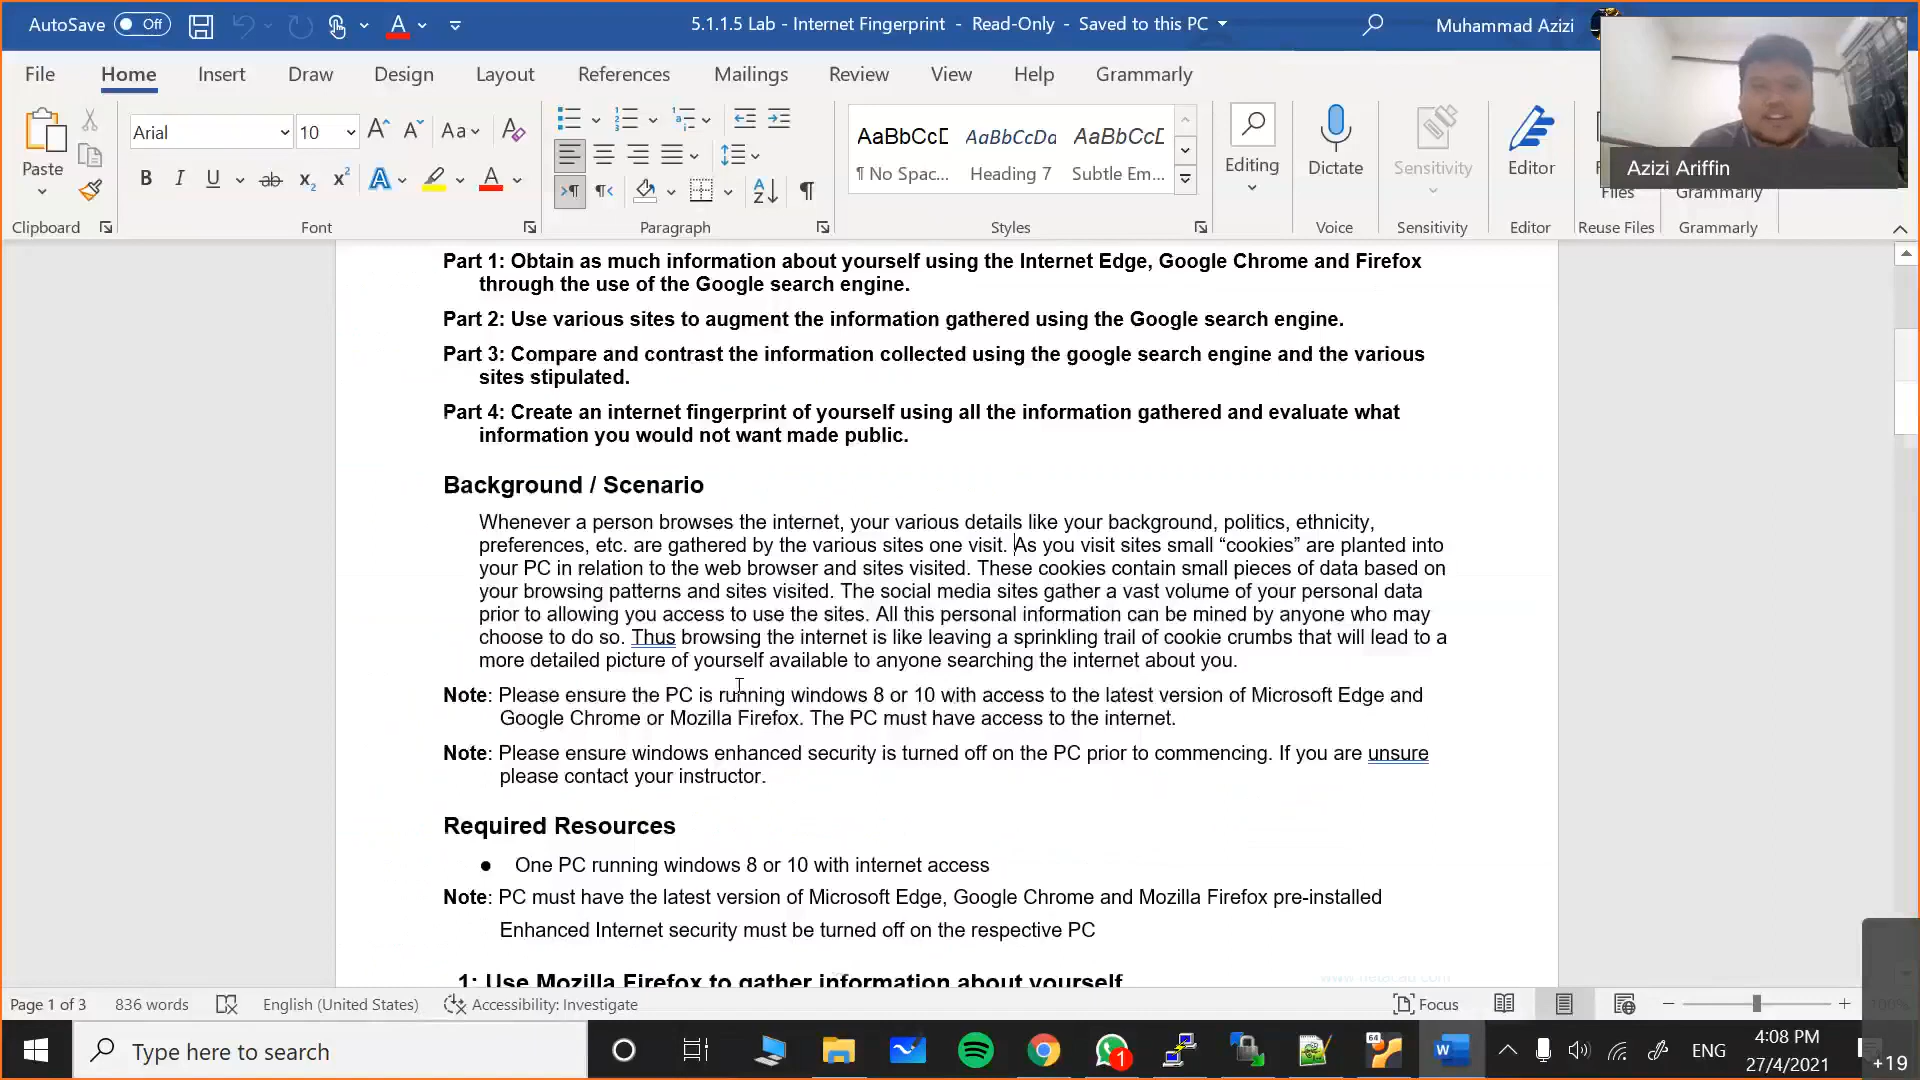 AutoSave Off 5.1.1.5 Lab - Internet Fingerprint - Read-Only - Saved to this PC Muhammad Azizi
File Home Insert Draw Design Layout References Mailings Review View Help Grammarly
Arial 10
Paste
B I U ab x₂ x² A A
AaBbCcD AaBbCcDa AaBbCcD
¶ No Spac... Heading 7 Subtle Em...
Editing Dictate Sensitivity Editor
Files Grammarly
Azizi Ariffin
Clipboard Font Paragraph Styles Voice Sensitivity Editor Reuse Files Grammarly
Part 1: Obtain as much information about yourself using the Internet Edge, Google Chrome and Firefox
through the use of the Google search engine.
Part 2: Use various sites to augment the information gathered using the Google search engine.
Part 3: Compare and contrast the information collected using the google search engine and the various
sites stipulated.
Part 4: Create an internet fingerprint of yourself using all the information gathered and evaluate what
information you would not want made public.
Background / Scenario
Whenever a person browses the internet, your various details like your background, politics, ethnicity,
preferences, etc. are gathered by the various sites one visit. As you visit sites small “cookies” are planted into
your PC in relation to the web browser and sites visited. These cookies contain small pieces of data based on
your browsing patterns and sites visited. The social media sites gather a vast volume of your personal data
prior to allowing you access to use the sites. All this personal information can be mined by anyone who may
choose to do so. Thus browsing the internet is like leaving a sprinkling trail of cookie crumbs that will lead to a
more detailed picture of yourself available to anyone searching the internet about you.
Note: Please ensure the PC is running windows 8 or 10 with access to the latest version of Microsoft Edge and
Google Chrome or Mozilla Firefox. The PC must have access to the internet.
Note: Please ensure windows enhanced security is turned off on the PC prior to commencing. If you are unsure
please contact your instructor.
Required Resources
● One PC running windows 8 or 10 with internet access
Note: PC must have the latest version of Microsoft Edge, Google Chrome and Mozilla Firefox pre-installed
Enhanced Internet security must be turned off on the respective PC
1: Use Mozilla Firefox to gather information about yourself
Page 1 of 3 836 words English (United States) Accessibility: Investigate Focus
Type here to search
64
1
ENG
4:08 PM
27/4/2021
+19